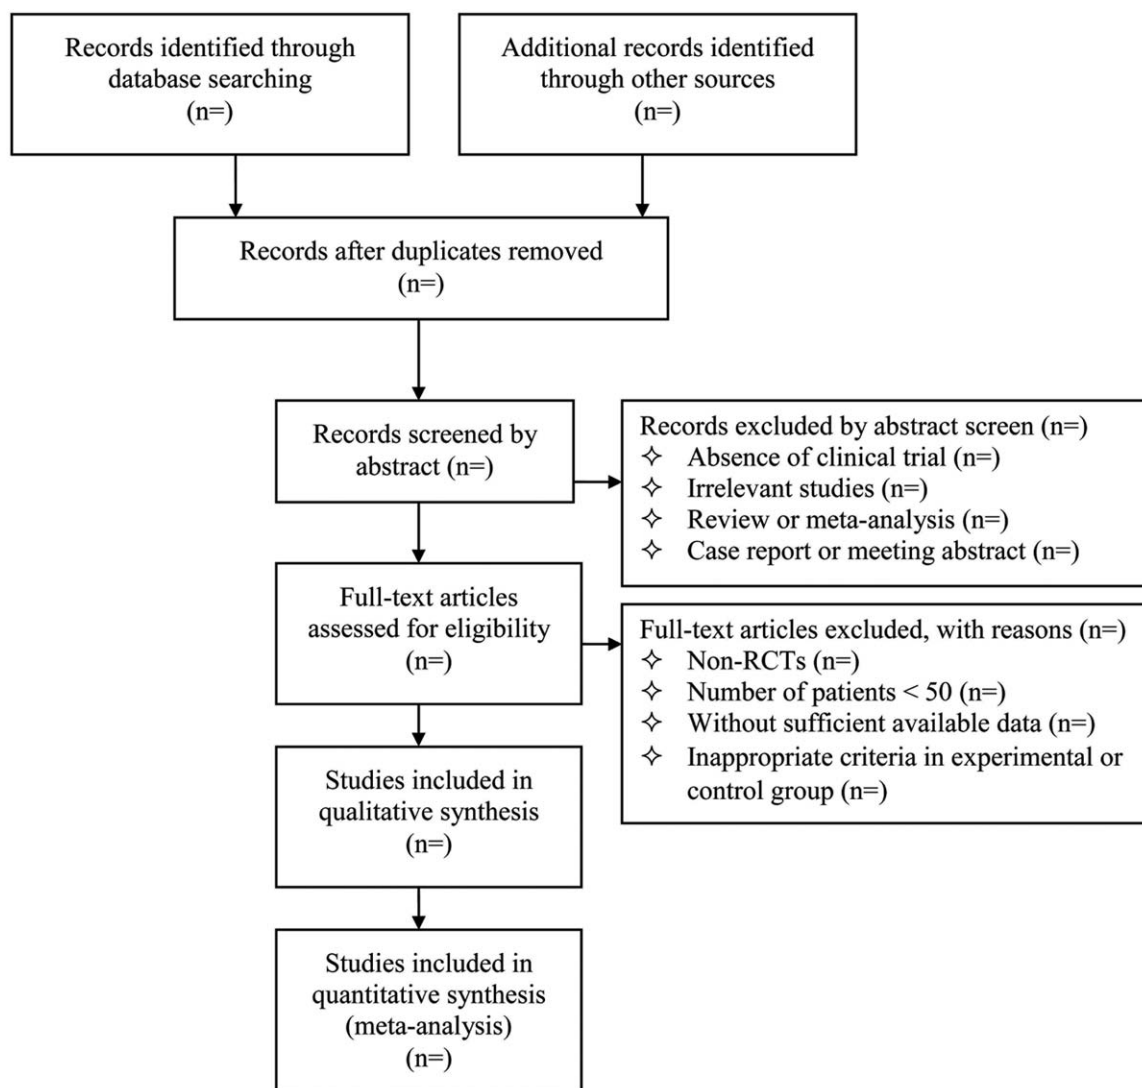 Records identified through
database searching
(n=)
Additional records identified
through other sources
(n=)
Records after duplicates removed
(n=)
Records screened by
abstract (n=)
Records excluded by abstract screen (n=)
✧ Absence of clinical trial (n=)
✧ Irrelevant studies (n=)
✧ Review or meta-analysis (n=)
✧ Case report or meeting abstract (n=)
Full-text articles
assessed for eligibility
(n=)
Full-text articles excluded, with reasons (n=)
✧ Non-RCTs (n=)
✧ Number of patients < 50 (n=)
✧ Without sufficient available data (n=)
✧ Inappropriate criteria in experimental or
control group (n=)
Studies included in
qualitative synthesis
(n=)
Studies included in
quantitative synthesis
(meta-analysis)
(n=)